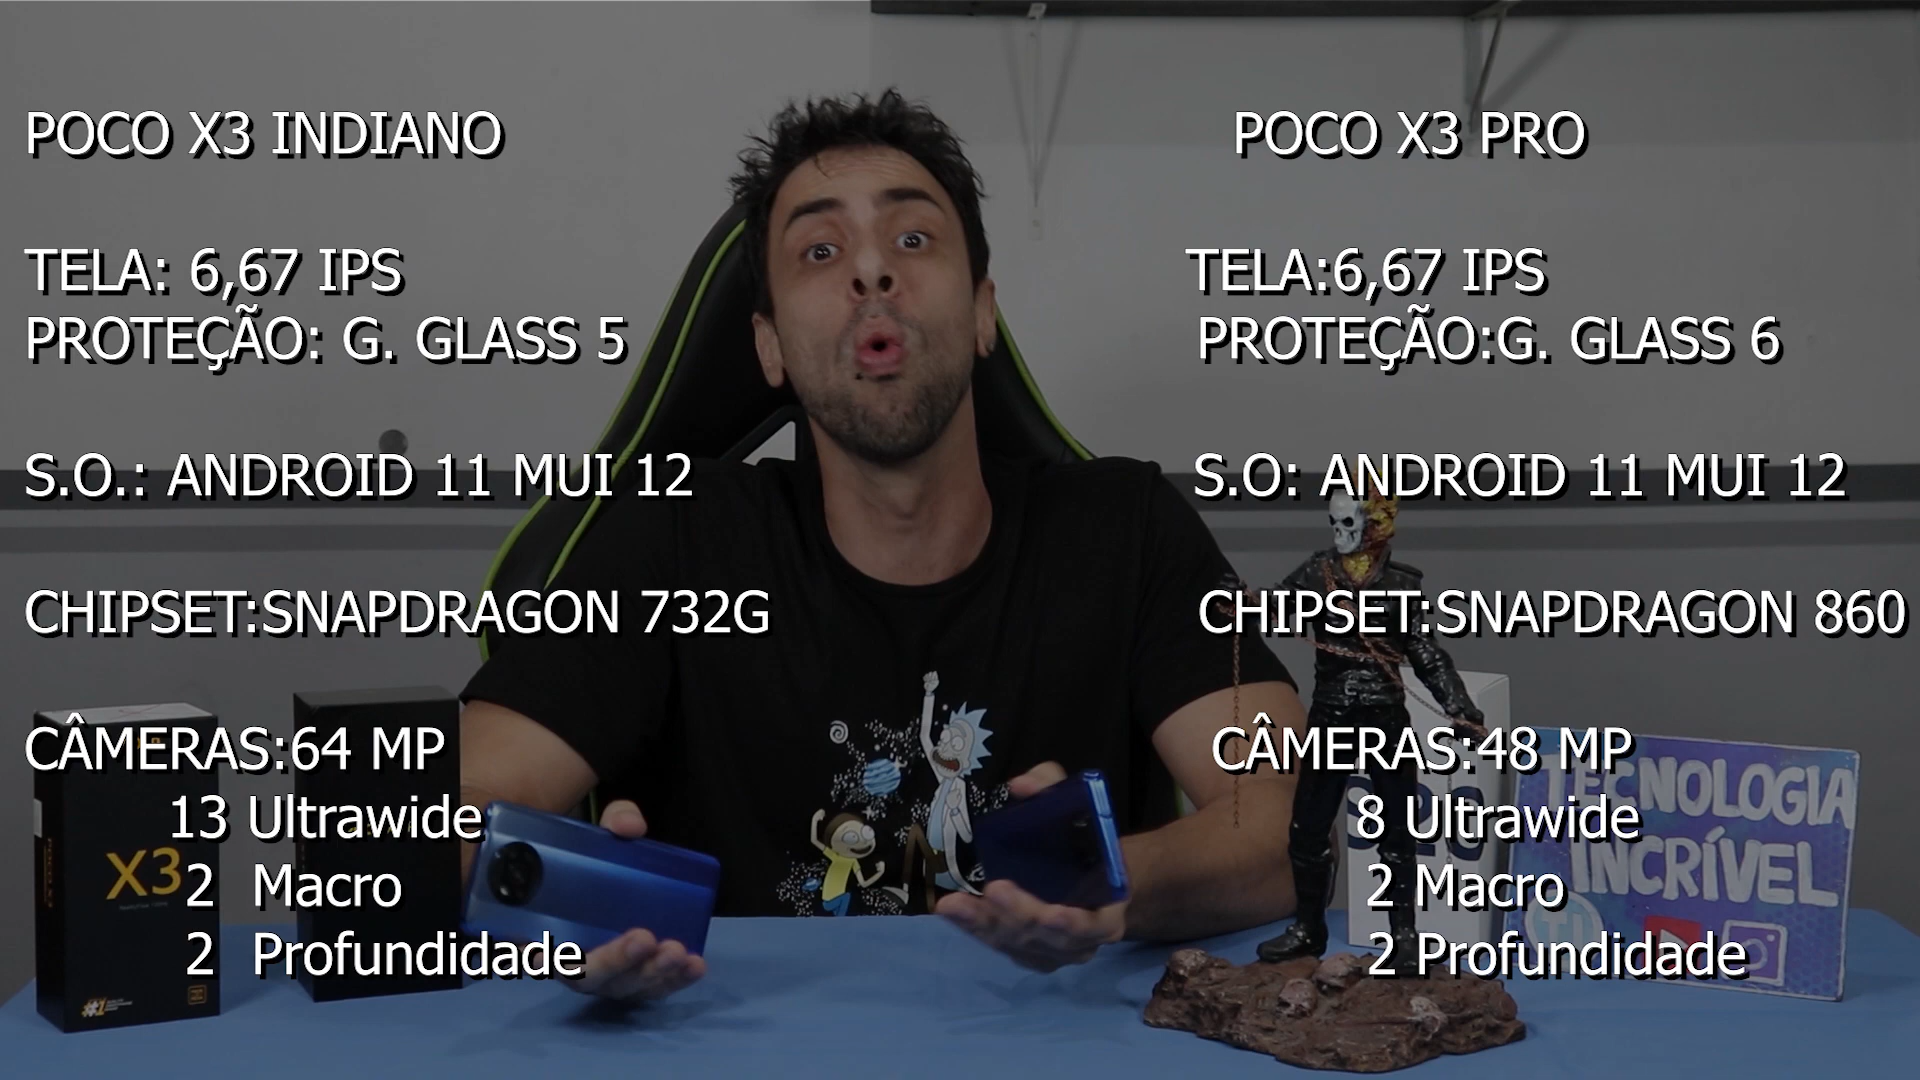 POCO X3 INDIANO
TELA: 6,67 IPS
PROTEÇÃO: G. GLASS 5
S.O.: ANDROID 11 MUI 12
CHIPSET:SNAPDRAGON 732G
CÂMERAS:64 MP
13 Ultrawide
2 Macro
2 Profundidade
POCO X3 PRO
TELA:6,67 IPS
PROTEÇÃO:G. GLASS 6
S.O: ANDROID 11 MUI 12
CHIPSET:SNAPDRAGON 860
CÂMERAS:48 MP
8 Ultrawide
2 Macro
2 Profundidade
X3
#1
TECNOLOGIA
INCRÍVEL